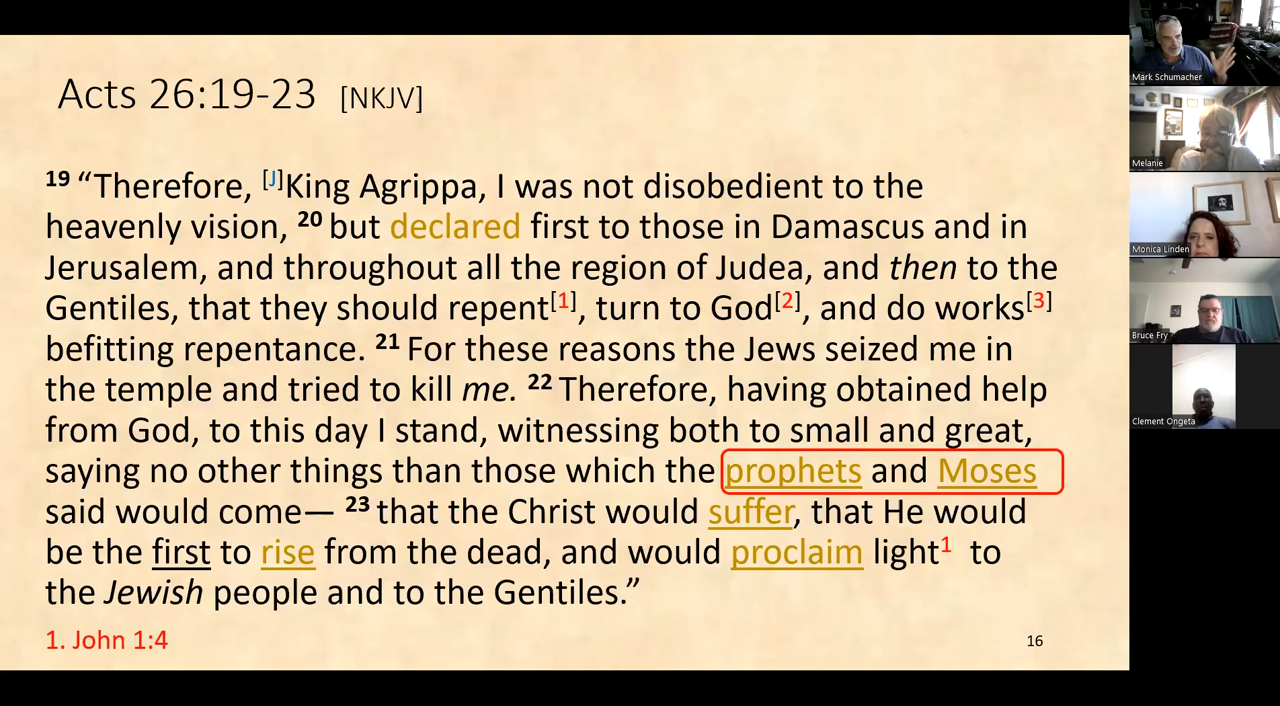 Acts 26:19-23 [NKJV]
19 “Therefore, [J]King Agrippa, I was not disobedient to the
heavenly vision, 20 but declared first to those in Damascus and in
Jerusalem, and throughout all the region of Judea, and then to the
Gentiles, that they should repent[1], turn to God[2], and do works[3]
befitting repentance. 21 For these reasons the Jews seized me in
the temple and tried to kill me. 22 Therefore, having obtained help
from God, to this day I stand, witnessing both to small and great,
saying no other things than those which the prophets and Moses
said would come— 23 that the Christ would suffer, that He would
be the first to rise from the dead, and would proclaim light1 to
the Jewish people and to the Gentiles.”
1. John 1:4
16
Mark Schumacher
Melanie
Monica Linden
Bruce Fry
Clement Ongeta